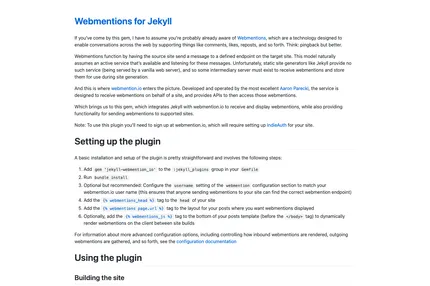 Webmentions for Jekyll
If you've come by this gem, I have to assume you're probably already aware of Webmentions, which are a technology designed to
enable conversations across the web by supporting things like comments, likes, reposts, and so forth. Think: pingback but better.
Webmentions function by having the source site send a message to a defined endpoint on the target site. This model naturally
assumes an active service that's available and listening for these messages. Unfortunately, static site generators like Jekyll provide no
such service (being served by a vanilla web server), and so some intermediary server must exist to receive webmentions and store
them for use during site generation.
And this is where webmention.io enters the picture. Developed and operated by the most excellent Aaron Parecki, the service is
designed to receive webmentions on behalf of a site, and provides APIs to then access those webmentions.
Which brings us to this gem, which integrates Jekyll with webmention.io to receive and display webmentions, while also providing
functionality for sending webmentions to supported sites.
Note: To use this plugin you'll need to sign up at webmention.io, which will require setting up IndieAuth for your site.
Setting up the plugin
A basic installation and setup of the plugin is pretty straightforward and involves the following steps:
1. Add gem 'jekyll-webmention_io' to the :jekyll_plugins group in your Gemfile
2. Run bundle install.
3. Optional but recommended: Configure the username setting of the webmention configuration section to match your
webmention.io user name (this ensures that anyone sending webmentions to your site can find the correct webmention endpoint)
4. Add the {% webmentions_head %} tag to the head of your site
5. Add the {% webmentions page.url %} tag to the layout for your posts where you want webmentions displayed
6. Optionally, add the {% webmentions_js %} tag to the bottom of your posts template (before the </body> tag) to dynamically
render webmentions on the client between site builds
For information about more advanced configuration options, including controlling how inbound webmentions are rendered, outgoing
webmentions are gathered, and so forth, see the configuration documentation
Using the plugin
Building the site